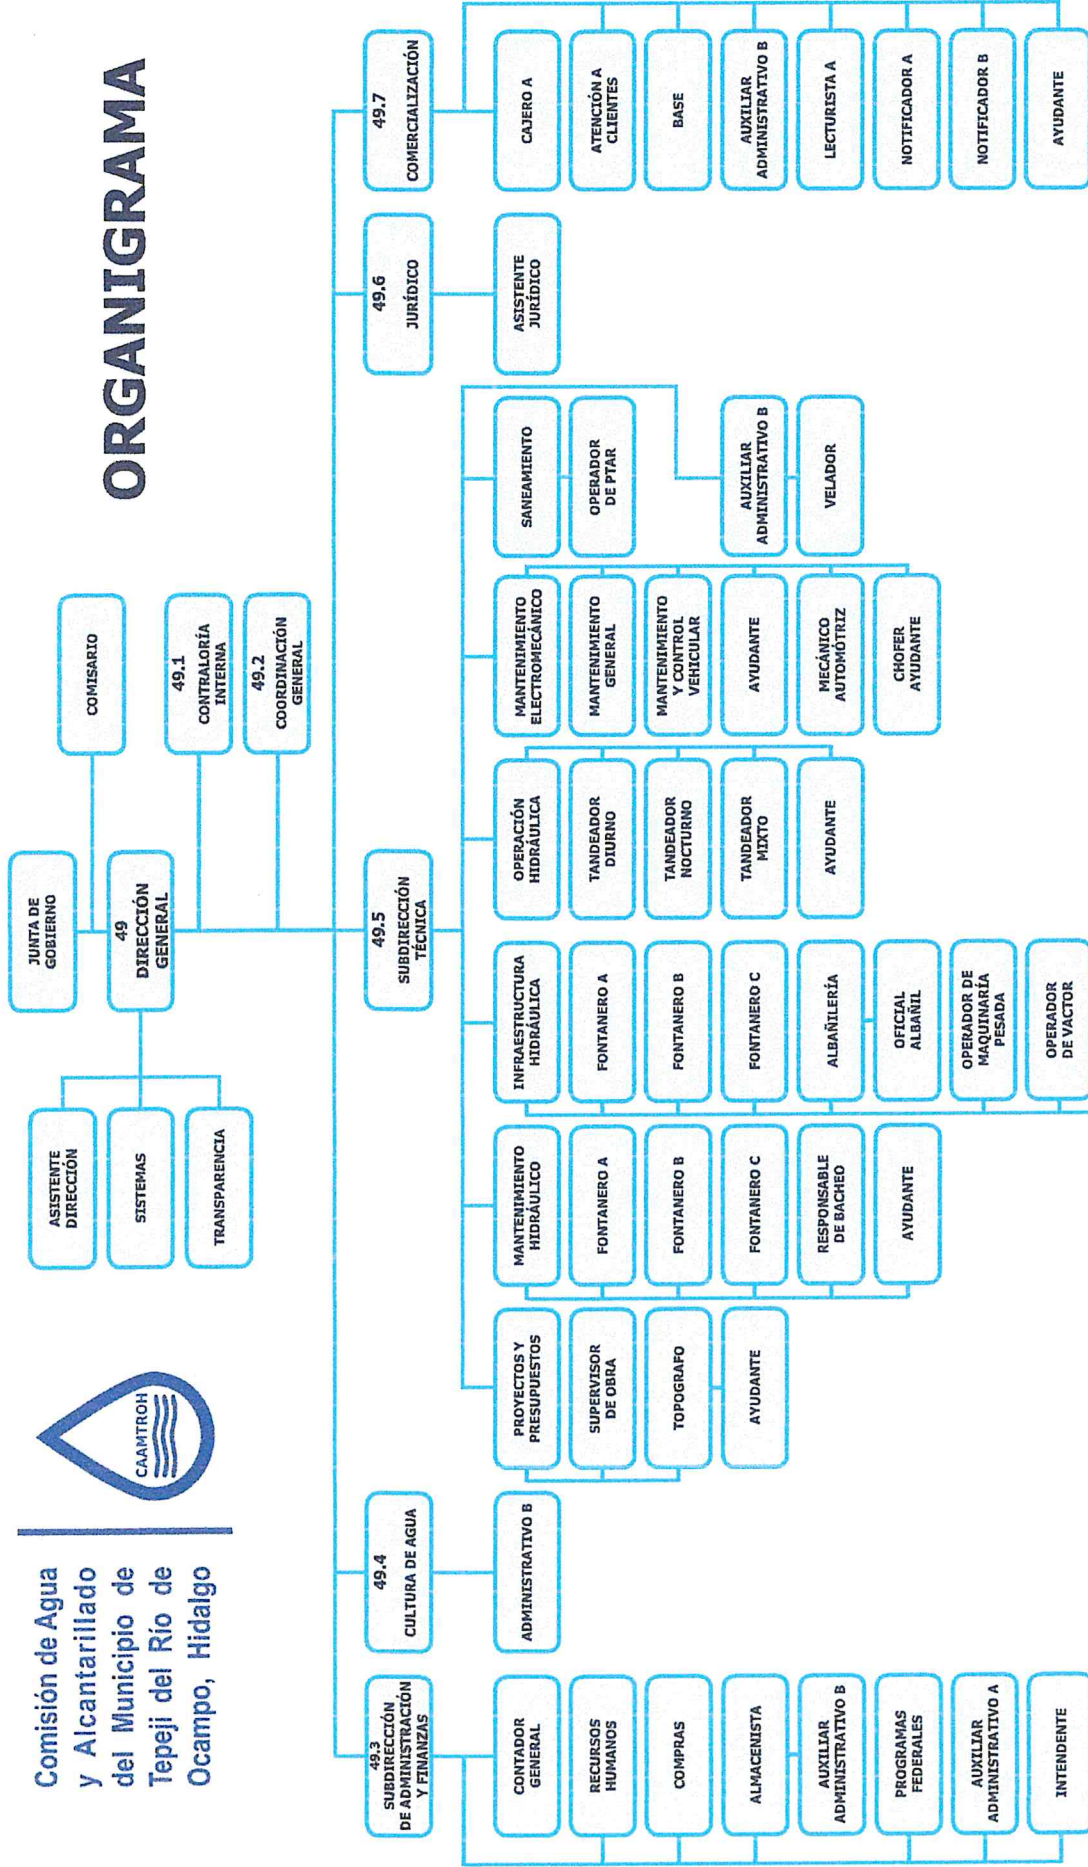 Comisión de Agua
y Alcantarillado
del Municipio de
Tepeji del Río de
Ocampo, Hidalgo
CAAMTROH
ORGANIGRAMA
JUNTA DE
GOBIERNO
COMISARIO
49
DIRECCIÓN
GENERAL
ASISTENTE
DIRECCIÓN
SISTEMAS
TRANSPARENCIA
49.1
CONTRALORÍA
INTERNA
49.2
COORDINACIÓN
GENERAL
49.3
SUBDIRECCIÓN
DE ADMINISTRACIÓN
Y FINANZAS
CONTADOR
GENERAL
RECURSOS
HUMANOS
COMPRAS
ALMACENISTA
AUXILIAR
ADMINISTRATIVO B
PROGRAMAS
FEDERALES
AUXILIAR
ADMINISTRATIVO A
INTENDENTE
49.4
CULTURA DE AGUA
ADMINISTRATIVO B
49.5
SUBDIRECCIÓN
TÉCNICA
PROYECTOS Y
PRESUPUESTOS
SUPERVISOR
DE OBRA
TOPOGRAFO
AYUDANTE
MANTENIMIENTO
HIDRÁULICO
FONTANERO A
FONTANERO B
FONTANERO C
RESPONSABLE
DE BACHEO
AYUDANTE
INFRAESTRUCTURA
HIDRÁULICA
FONTANERO A
FONTANERO B
FONTANERO C
ALBAÑILERÍA
OFICIAL
ALBAÑIL
OPERADOR DE
MAQUINARÍA
PESADA
OPERADOR
DE VACTOR
OPERACIÓN
HIDRÁULICA
TANDEADOR
DIURNO
TANDEADOR
NOCTURNO
TANDEADOR
MIXTO
AYUDANTE
MANTENIMIENTO
ELECTROMECÁNICO
MANTENIMIENTO
GENERAL
MANTENIMIENTO
Y CONTROL
VEHICULAR
AYUDANTE
MECÁNICO
AUTOMÓTRIZ
CHOFER
AYUDANTE
SANEAMIENTO
OPERADOR
DE PTAR
AUXILIAR
ADMINISTRATIVO B
VELADOR
49.6
JURÍDICO
ASISTENTE
JURÍDICO
49.7
COMERCIALIZACIÓN
CAJERO A
ATENCIÓN A
CLIENTES
BASE
AUXILIAR
ADMINISTRATIVO B
LECTURISTA A
NOTIFICADOR A
NOTIFICADOR B
AYUDANTE